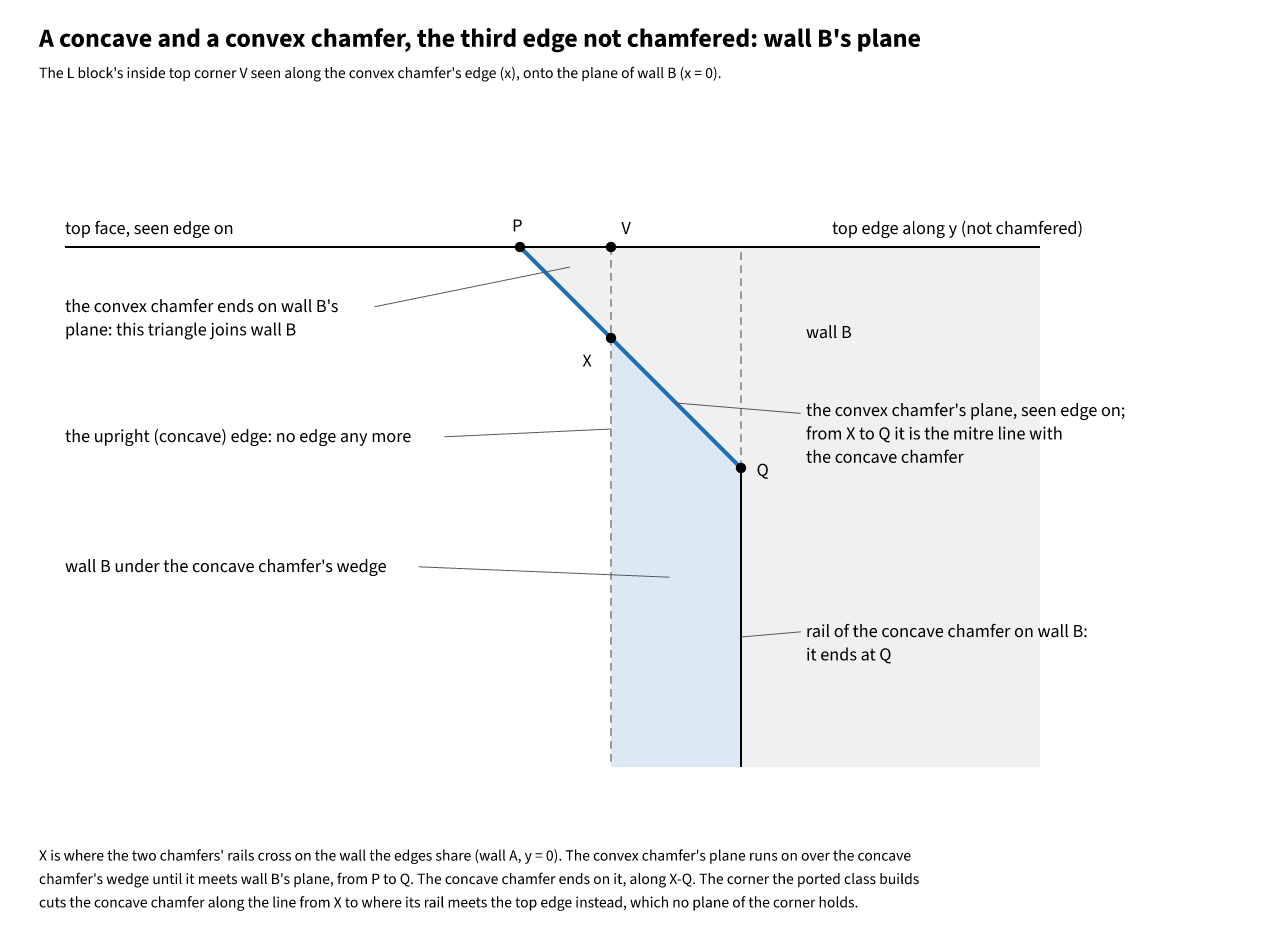 A concave and a convex chamfer, the third edge not chamfered: wall B's plane
The L block's inside top corner V seen along the convex chamfer's edge (x), onto the plane of wall B (x = 0).
top face, seen edge on
P
V
top edge along y (not chamfered)
the convex chamfer ends on wall B's
plane: this triangle joins wall B
wall B
X
the convex chamfer's plane, seen edge on;
from X to Q it is the mitre line with
the concave chamfer
the upright (concave) edge: no edge any more
Q
wall B under the concave chamfer's wedge
rail of the concave chamfer on wall B:
it ends at Q
X is where the two chamfers' rails cross on the wall the edges share (wall A, y = 0). The convex chamfer's plane runs on over the concave
chamfer's wedge until it meets wall B's plane, from P to Q. The concave chamfer ends on it, along X-Q. The corner the ported class builds
cuts the concave chamfer along the line from X to where its rail meets the top edge instead, which no plane of the corner holds.